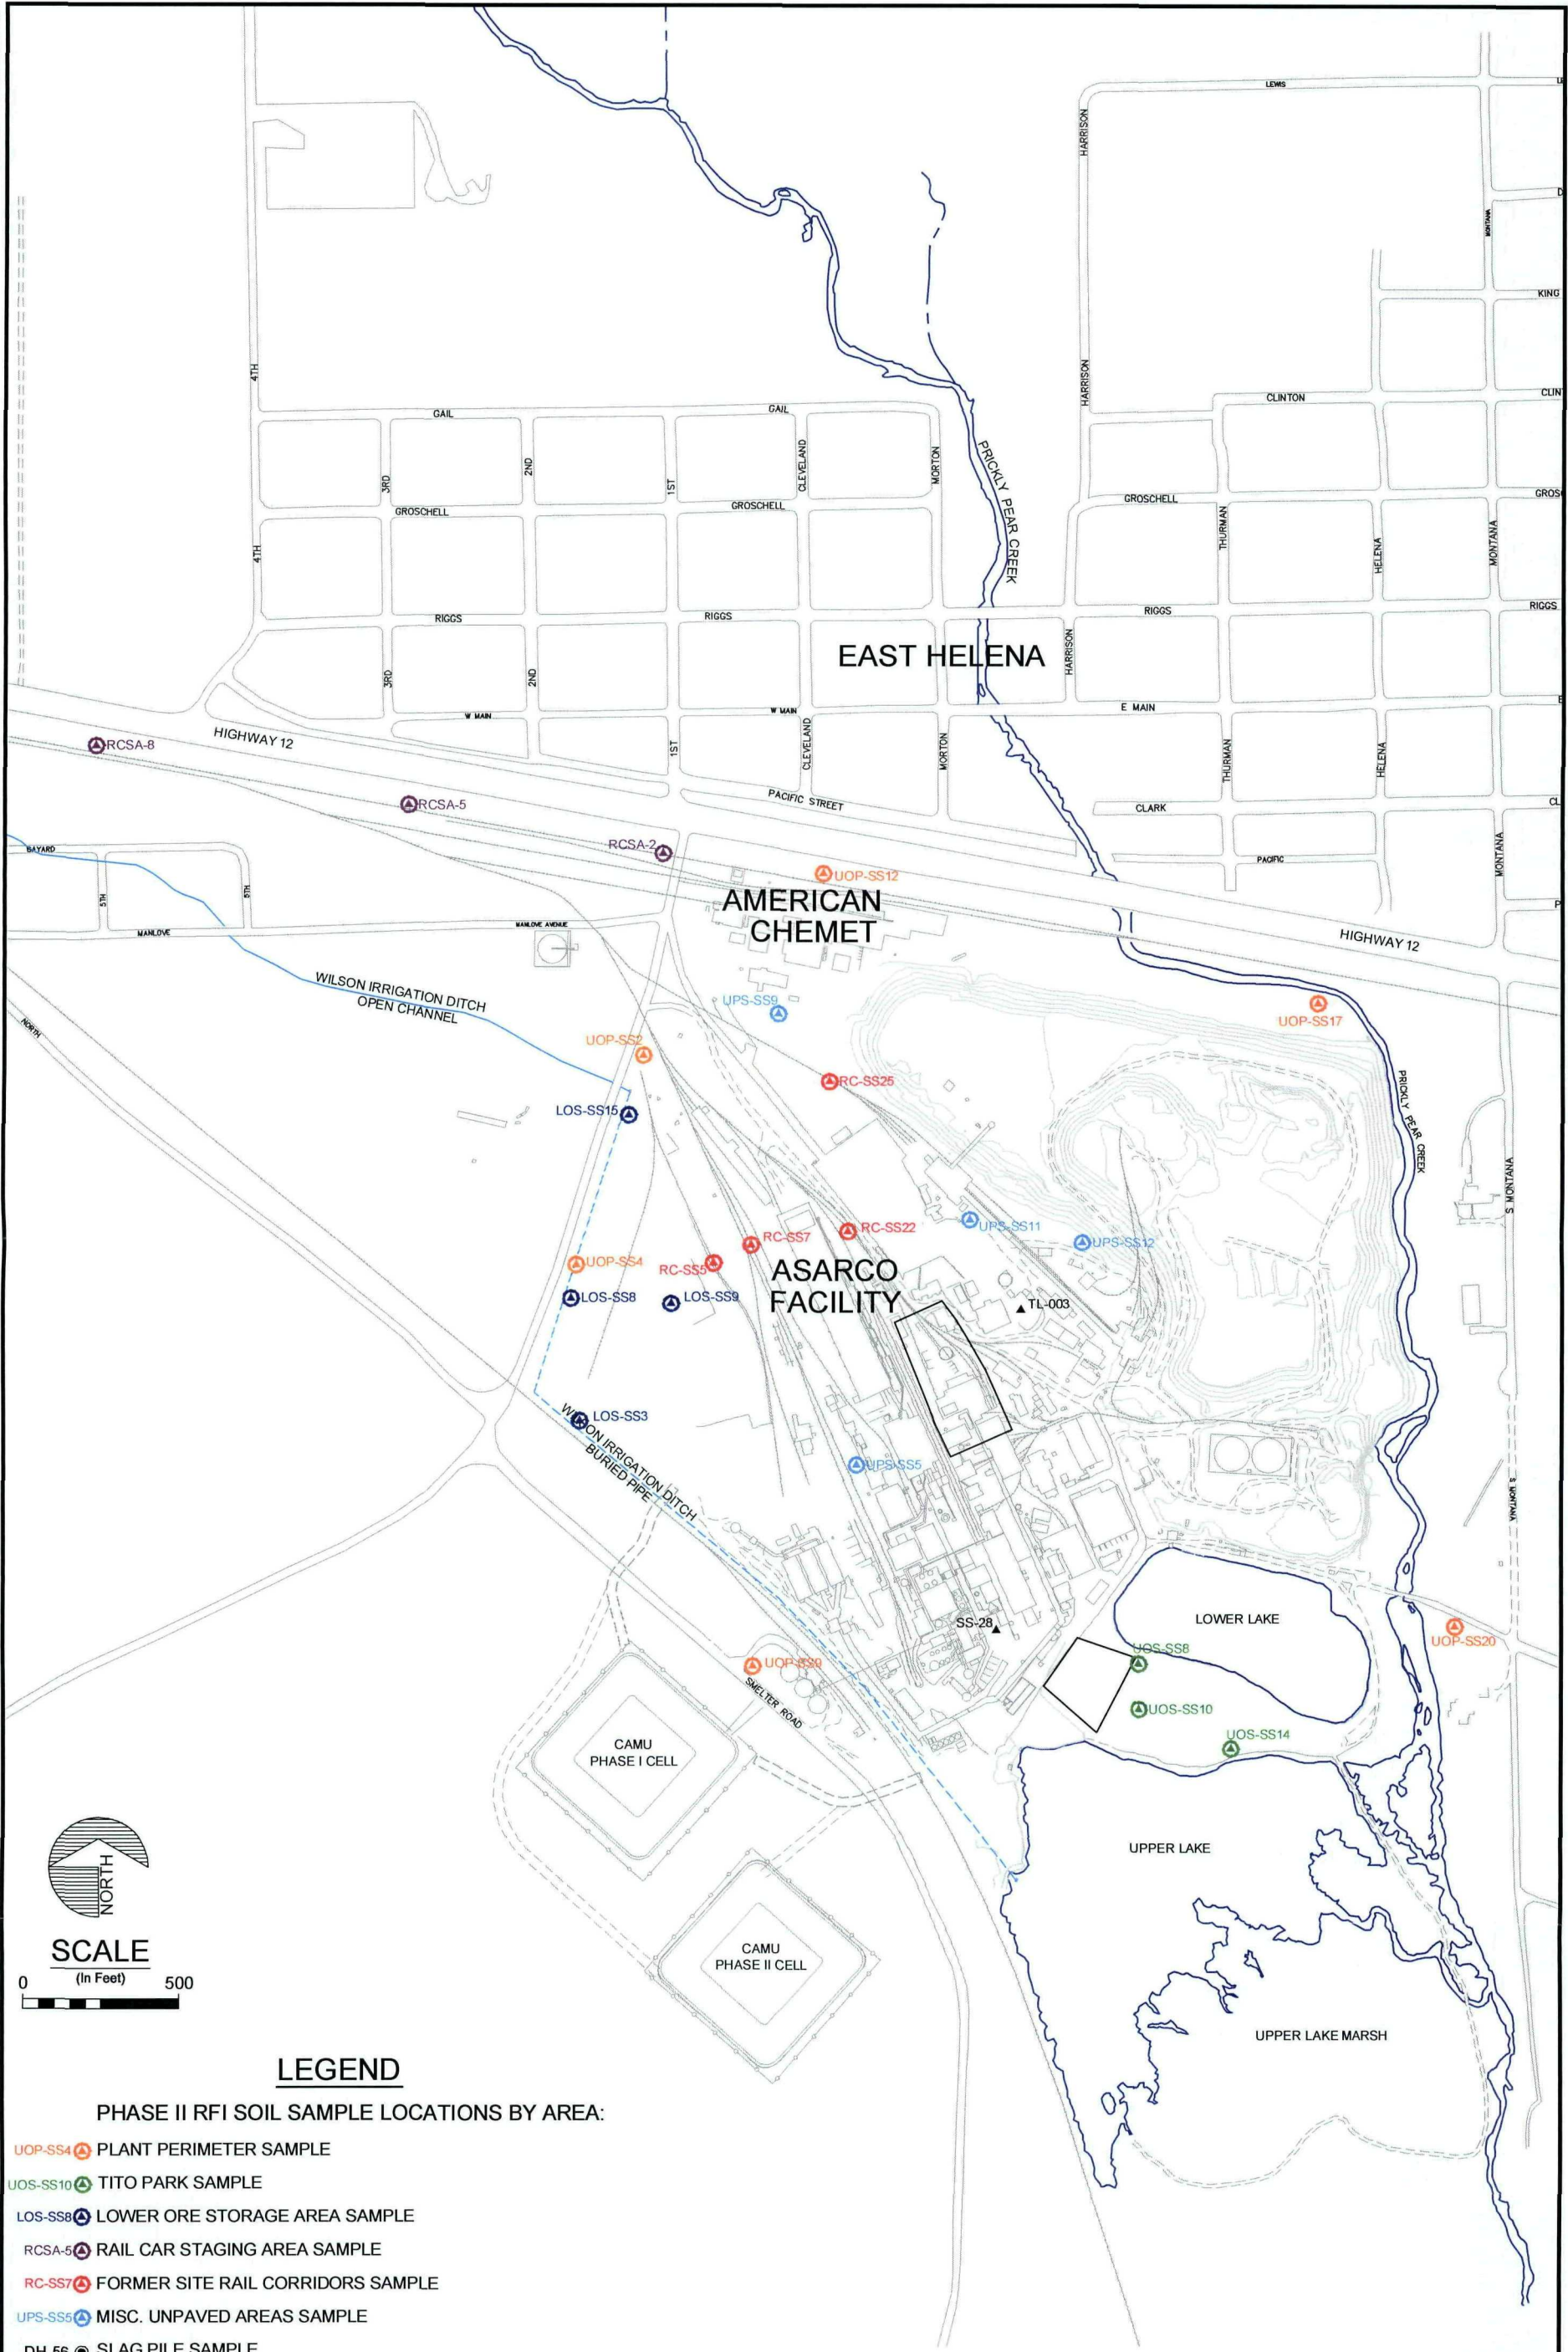 LEWIS
HARRISON
D
MONTANA
KING
4TH
HARRISON
CLINTON
CLIN
GAIL
GAIL
3RD
2ND
1ST
CLEVELAND
MORTON
PRICKLY PEAR CREEK
GROSCHELL
GROSCHELL
GROSCHELL
GROS
4TH
THURMAN
HELENA
MONTANA
RIGGS
RIGGS
RIGGS
RIGGS
EAST HELENA
HARRISON
3RD
2ND
W MAIN
W MAIN
E MAIN
E
HIGHWAY 12
RCSA-8
1ST
CLEVELAND
MORTON
THURMAN
HELENA
RCSA-5
PACIFIC STREET
CLARK
CL
RCSA-2
BAYARD
PACIFIC
MONTANA
UOP-SS12
5TH
5TH
AMERICAN
CHEMET
P
MANLOVE
MANLOVE AVENUE
HIGHWAY 12
WILSON IRRIGATION DITCH
OPEN CHANNEL
UPS-SS9
UOP-SS17
NORTH
UOP-SS2
RC-SS25
LOS-SS15
PRICKLY PEAR CREEK
S MONTANA
RC-SS22
UPS-SS11
RC-SS7
UPS-SS12
UOP-SS4
RC-SS5
ASARCO
FACILITY
LOS-SS8
LOS-SS9
TL-003
LOS-SS3
WILSON IRRIGATION DITCH
BURIED PIPE
UPS-SS5
S MONTANA
LOWER LAKE
SS-28
UOP-SS20
UOS-SS8
UOP-SS9
SMELTER ROAD
UOS-SS10
UOS-SS14
CAMU
PHASE I CELL
UPPER LAKE
NORTH
CAMU
PHASE II CELL
SCALE
(In Feet)
0 500
UPPER LAKE MARSH
LEGEND
PHASE II RFI SOIL SAMPLE LOCATIONS BY AREA:
UOP-SS4 PLANT PERIMETER SAMPLE
UOS-SS10 TITO PARK SAMPLE
LOS-SS8 LOWER ORE STORAGE AREA SAMPLE
RCSA-5 RAIL CAR STAGING AREA SAMPLE
RC-SS7 FORMER SITE RAIL CORRIDORS SAMPLE
UPS-SS5 MISC. UNPAVED AREAS SAMPLE
DH-56 SLAG PILE SAMPLE